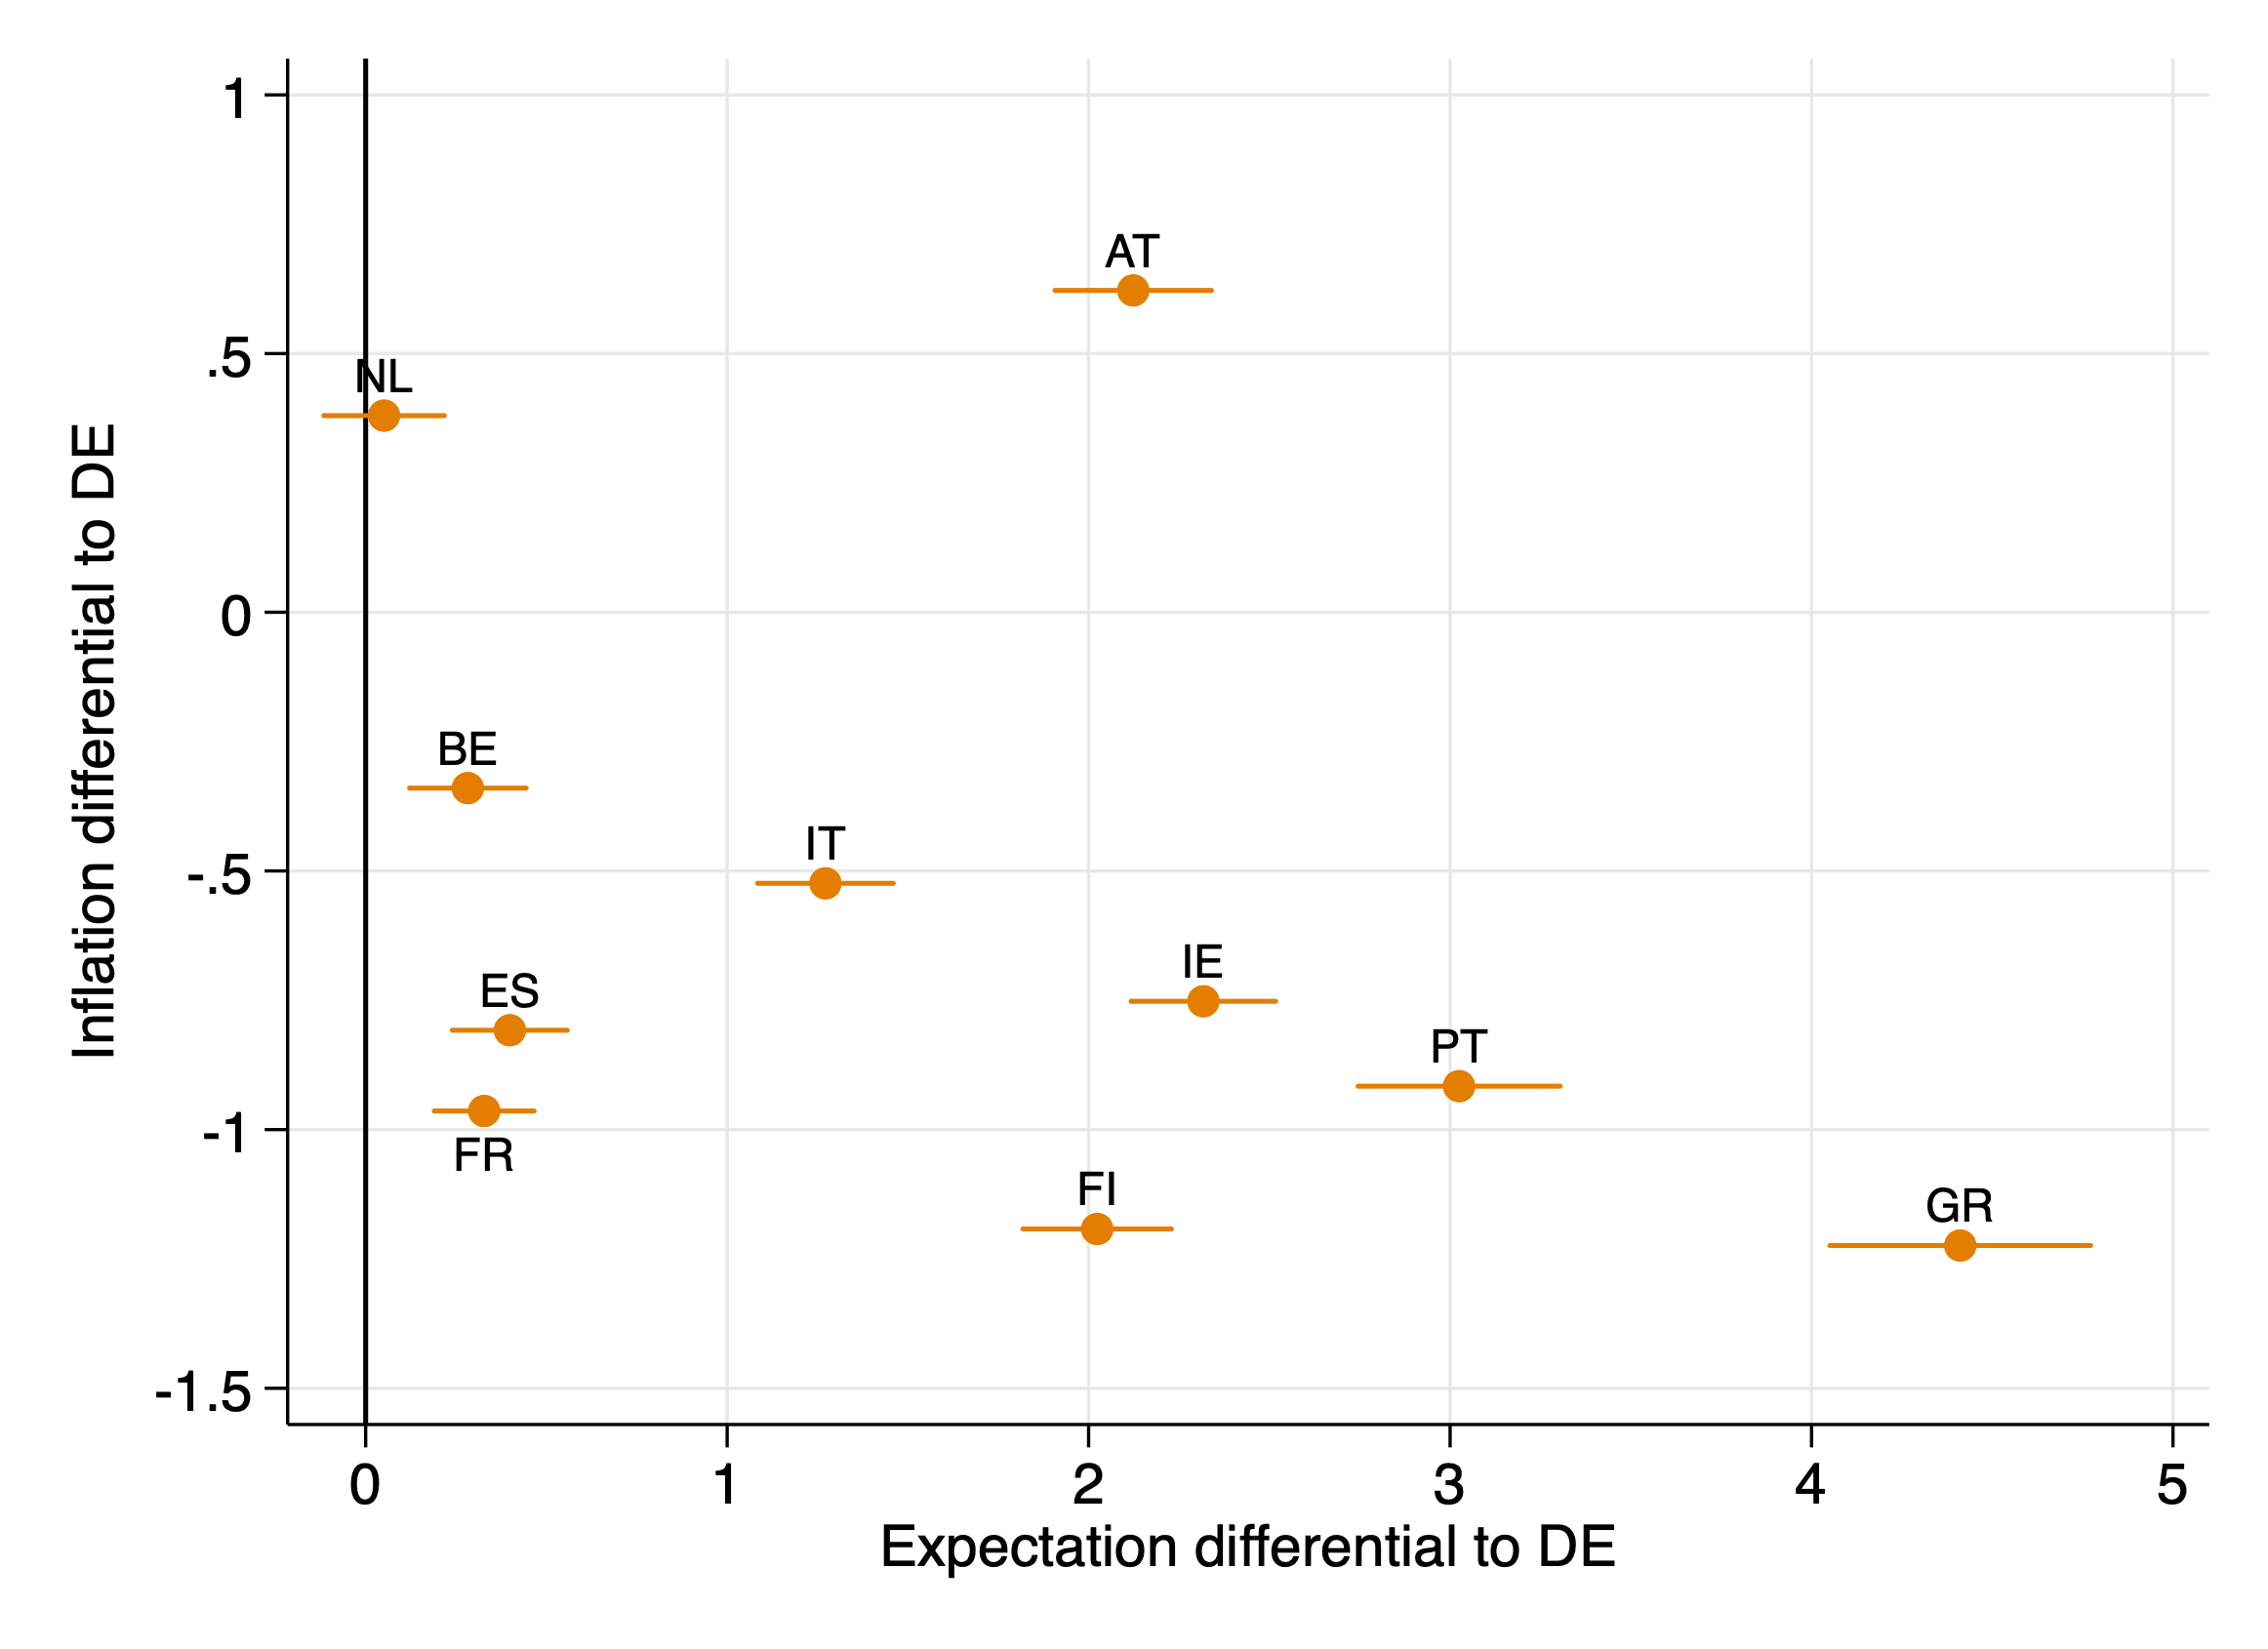 1
.5
0
-.5
-1
-1.5
Inflation differential to DE
AT
NL
BE
IT
IE
ES
PT
FR
FI
GR
0 1 2 3 4 5
Expectation differential to DE